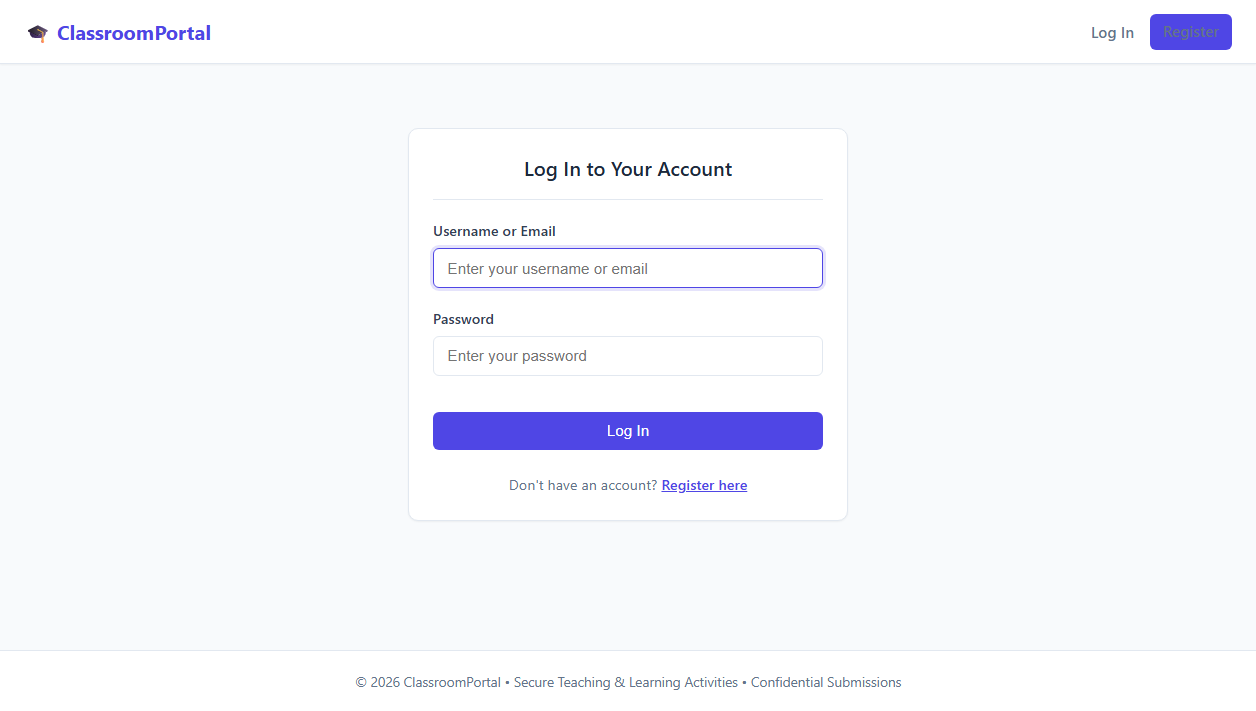 ClassroomPortal
Log In
Register
Log In to Your Account
Username or Email
Enter your username or email
Password
Enter your password
Log In
Don't have an account? Register here
© 2026 ClassroomPortal • Secure Teaching & Learning Activities • Confidential Submissions